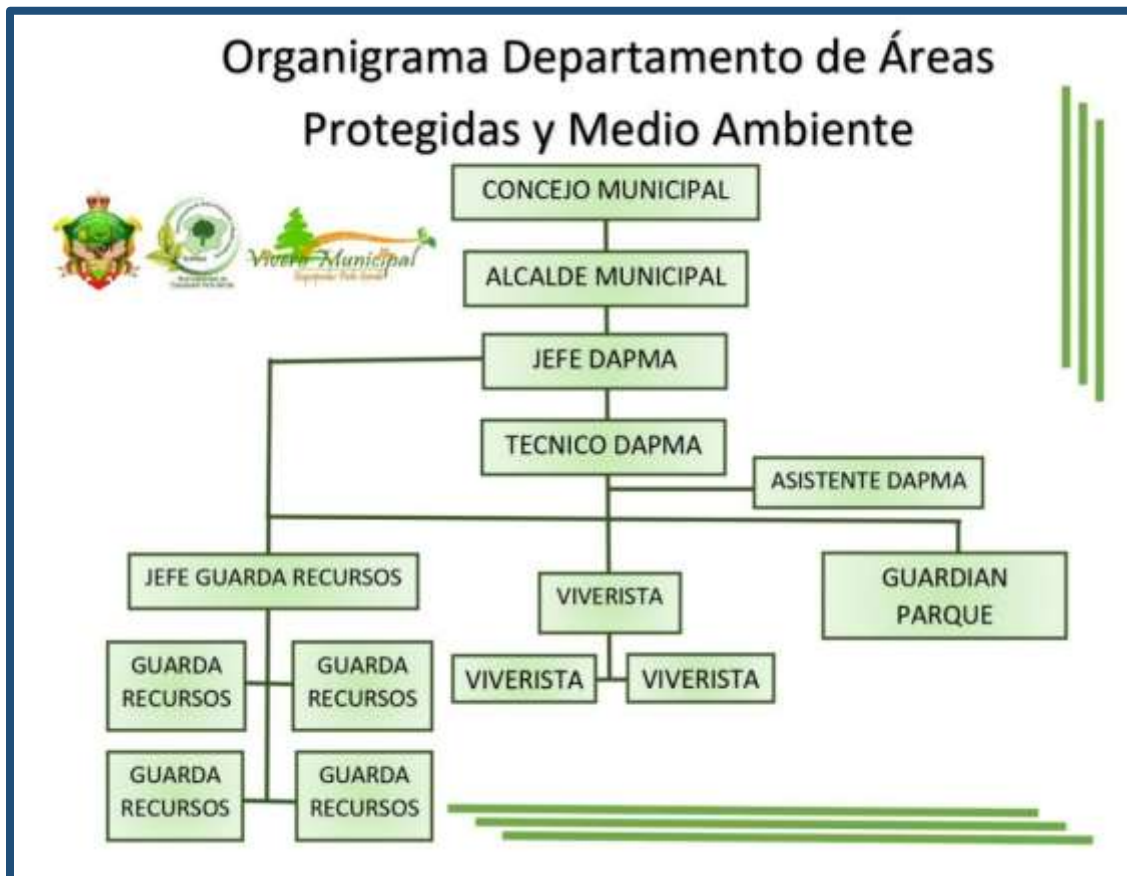 Organigrama Departamento de Áreas
Protegidas y Medio Ambiente
CONCEJO MUNICIPAL
Vivero Municipal
ALCALDE MUNICIPAL
JEFE DAPMA
TECNICO DAPMA
ASISTENTE DAPMA
JEFE GUARDA RECURSOS
VIVERISTA
GUARDIAN
PARQUE
GUARDA
RECURSOS
GUARDA
RECURSOS
VIVERISTA
VIVERISTA
GUARDA
RECURSOS
GUARDA
RECURSOS